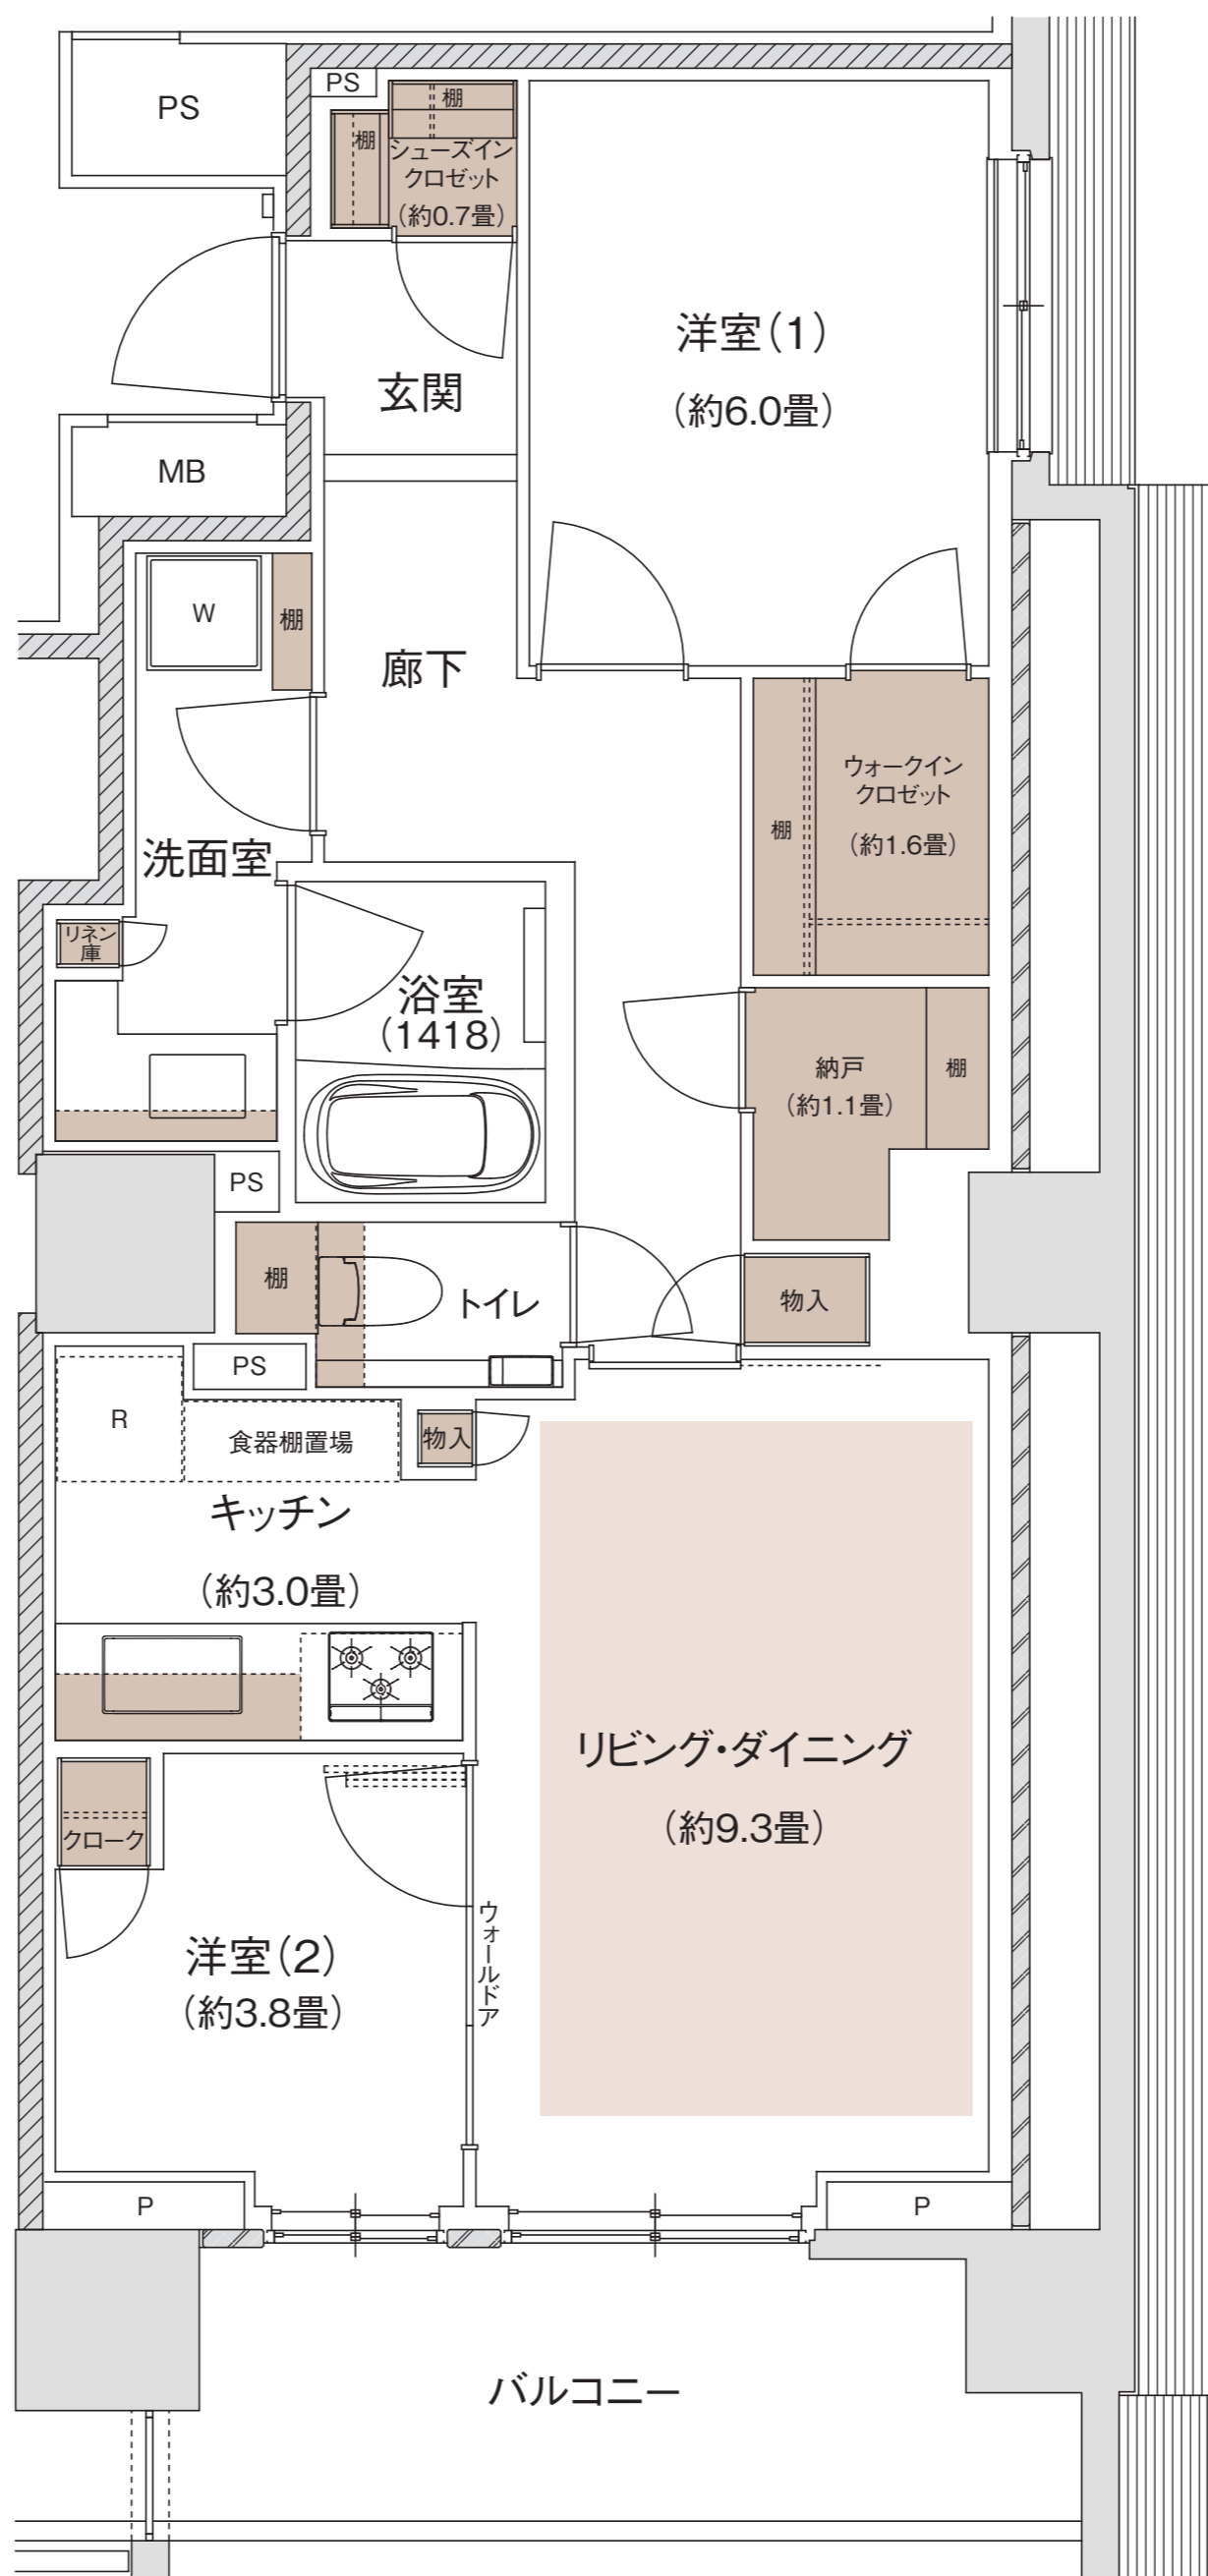 PS
PS
棚
棚
シューズイン
クロゼット
（約0.7畳）
洋室（1）
（約6.0畳）
玄関
MB
W
棚
廊下
ウォークイン
クロゼット
（約1.6畳）
棚
洗面室
リネン
庫
浴室
（1418）
納戸
（約1.1畳）
棚
PS
棚
トイレ
物入
PS
R
食器棚置場
物入
キッチン
（約3.0畳）
リビング・ダイニング
（約9.3畳）
クローク
ウォールドア
洋室（2）
（約3.8畳）
P
P
バルコニー